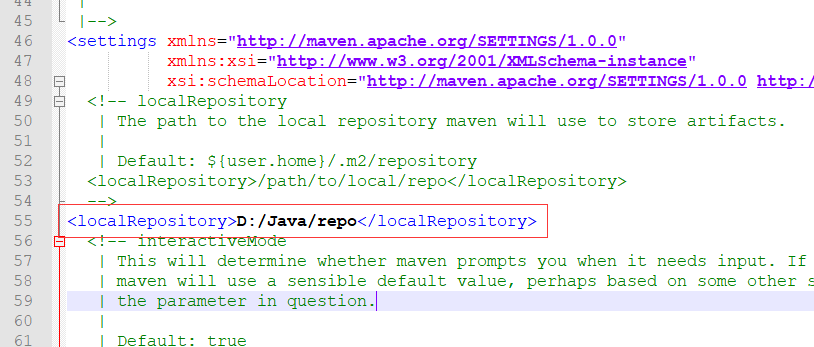 44
45 |-->
46 <settings xmlns="http://maven.apache.org/SETTINGS/1.0.0"
47 xmlns:xsi="http://www.w3.org/2001/XMLSchema-instance"
48 xsi:schemaLocation="http://maven.apache.org/SETTINGS/1.0.0 http:/
49 <!-- localRepository
50 | The path to the local repository maven will use to store artifacts.
51 |
52 | Default: ${user.home}/.m2/repository
53 <localRepository>/path/to/local/repo</localRepository>
54 -->
55 <localRepository>D:/Java/repo</localRepository>
56 <!-- interactiveMode
57 | This will determine whether maven prompts you when it needs input. If
58 | maven will use a sensible default value, perhaps based on some other s
59 | the parameter in question.
60 |
61 | Default: true